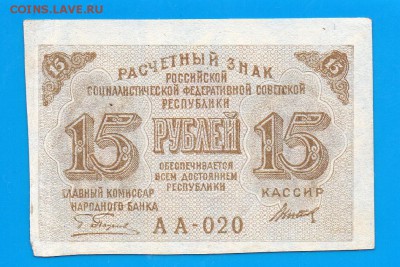 COINS.LAVE.RU
15 15
РАСЧЕТНЫЙ ЗНАК
РОССИЙСКОЙ
СОЦИАЛИСТИЧЕСКОЙ ФЕДЕРАТИВНОЙ СОВЕТСКОЙ
РЕСПУБЛИКИ
15 РУБЛЕЙ 15
ОБЕСПЕЧИВАЕТСЯ
ВСЕМ ДОСТОЯНИЕМ
РЕСПУБЛИКИ
ГЛАВНЫЙ КОМИССАР
НАРОДНОГО БАНКА
КАССИР
АА-020